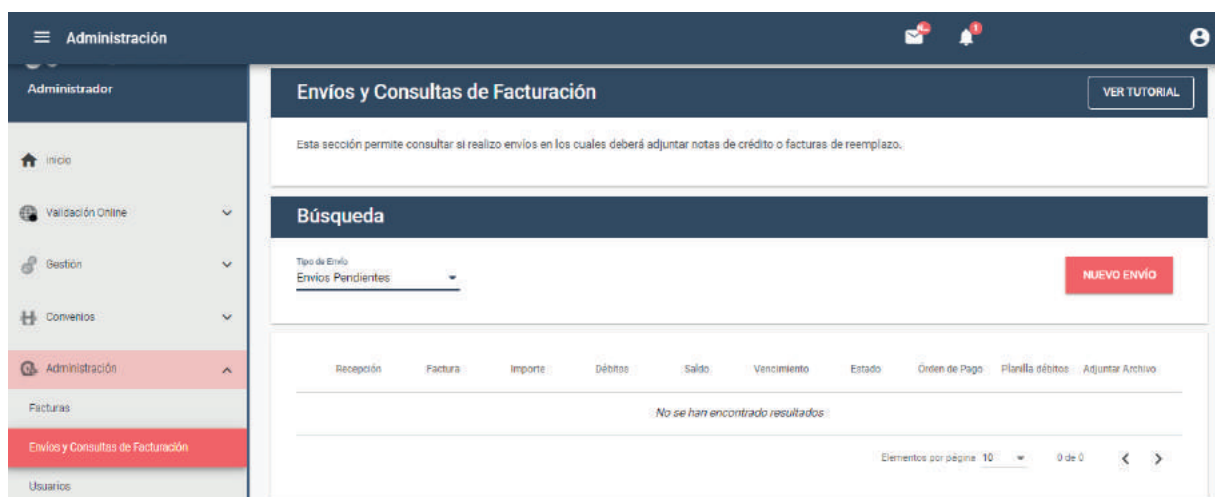 Administración
Administrador
Envíos y Consultas de Facturación
VER TUTORIAL
Esta sección permite consultar si realizo envíos en los cuales deberá adjuntar notas de crédito o facturas de reemplazo.
Inicio
Validación Online
Gestión
Convenios
Administración
Facturas
Envíos y Consultas de Facturación
Usuarios
Búsqueda
Tipo de Envío
Envíos Pendientes
NUEVO ENVÍO
Recepción Factura Importe Débitos Saldo Vencimiento Estado Orden de Pago Planilla débitos Adjuntar Archivo
No se han encontrado resultados
Elementos por página 10 0 de 0